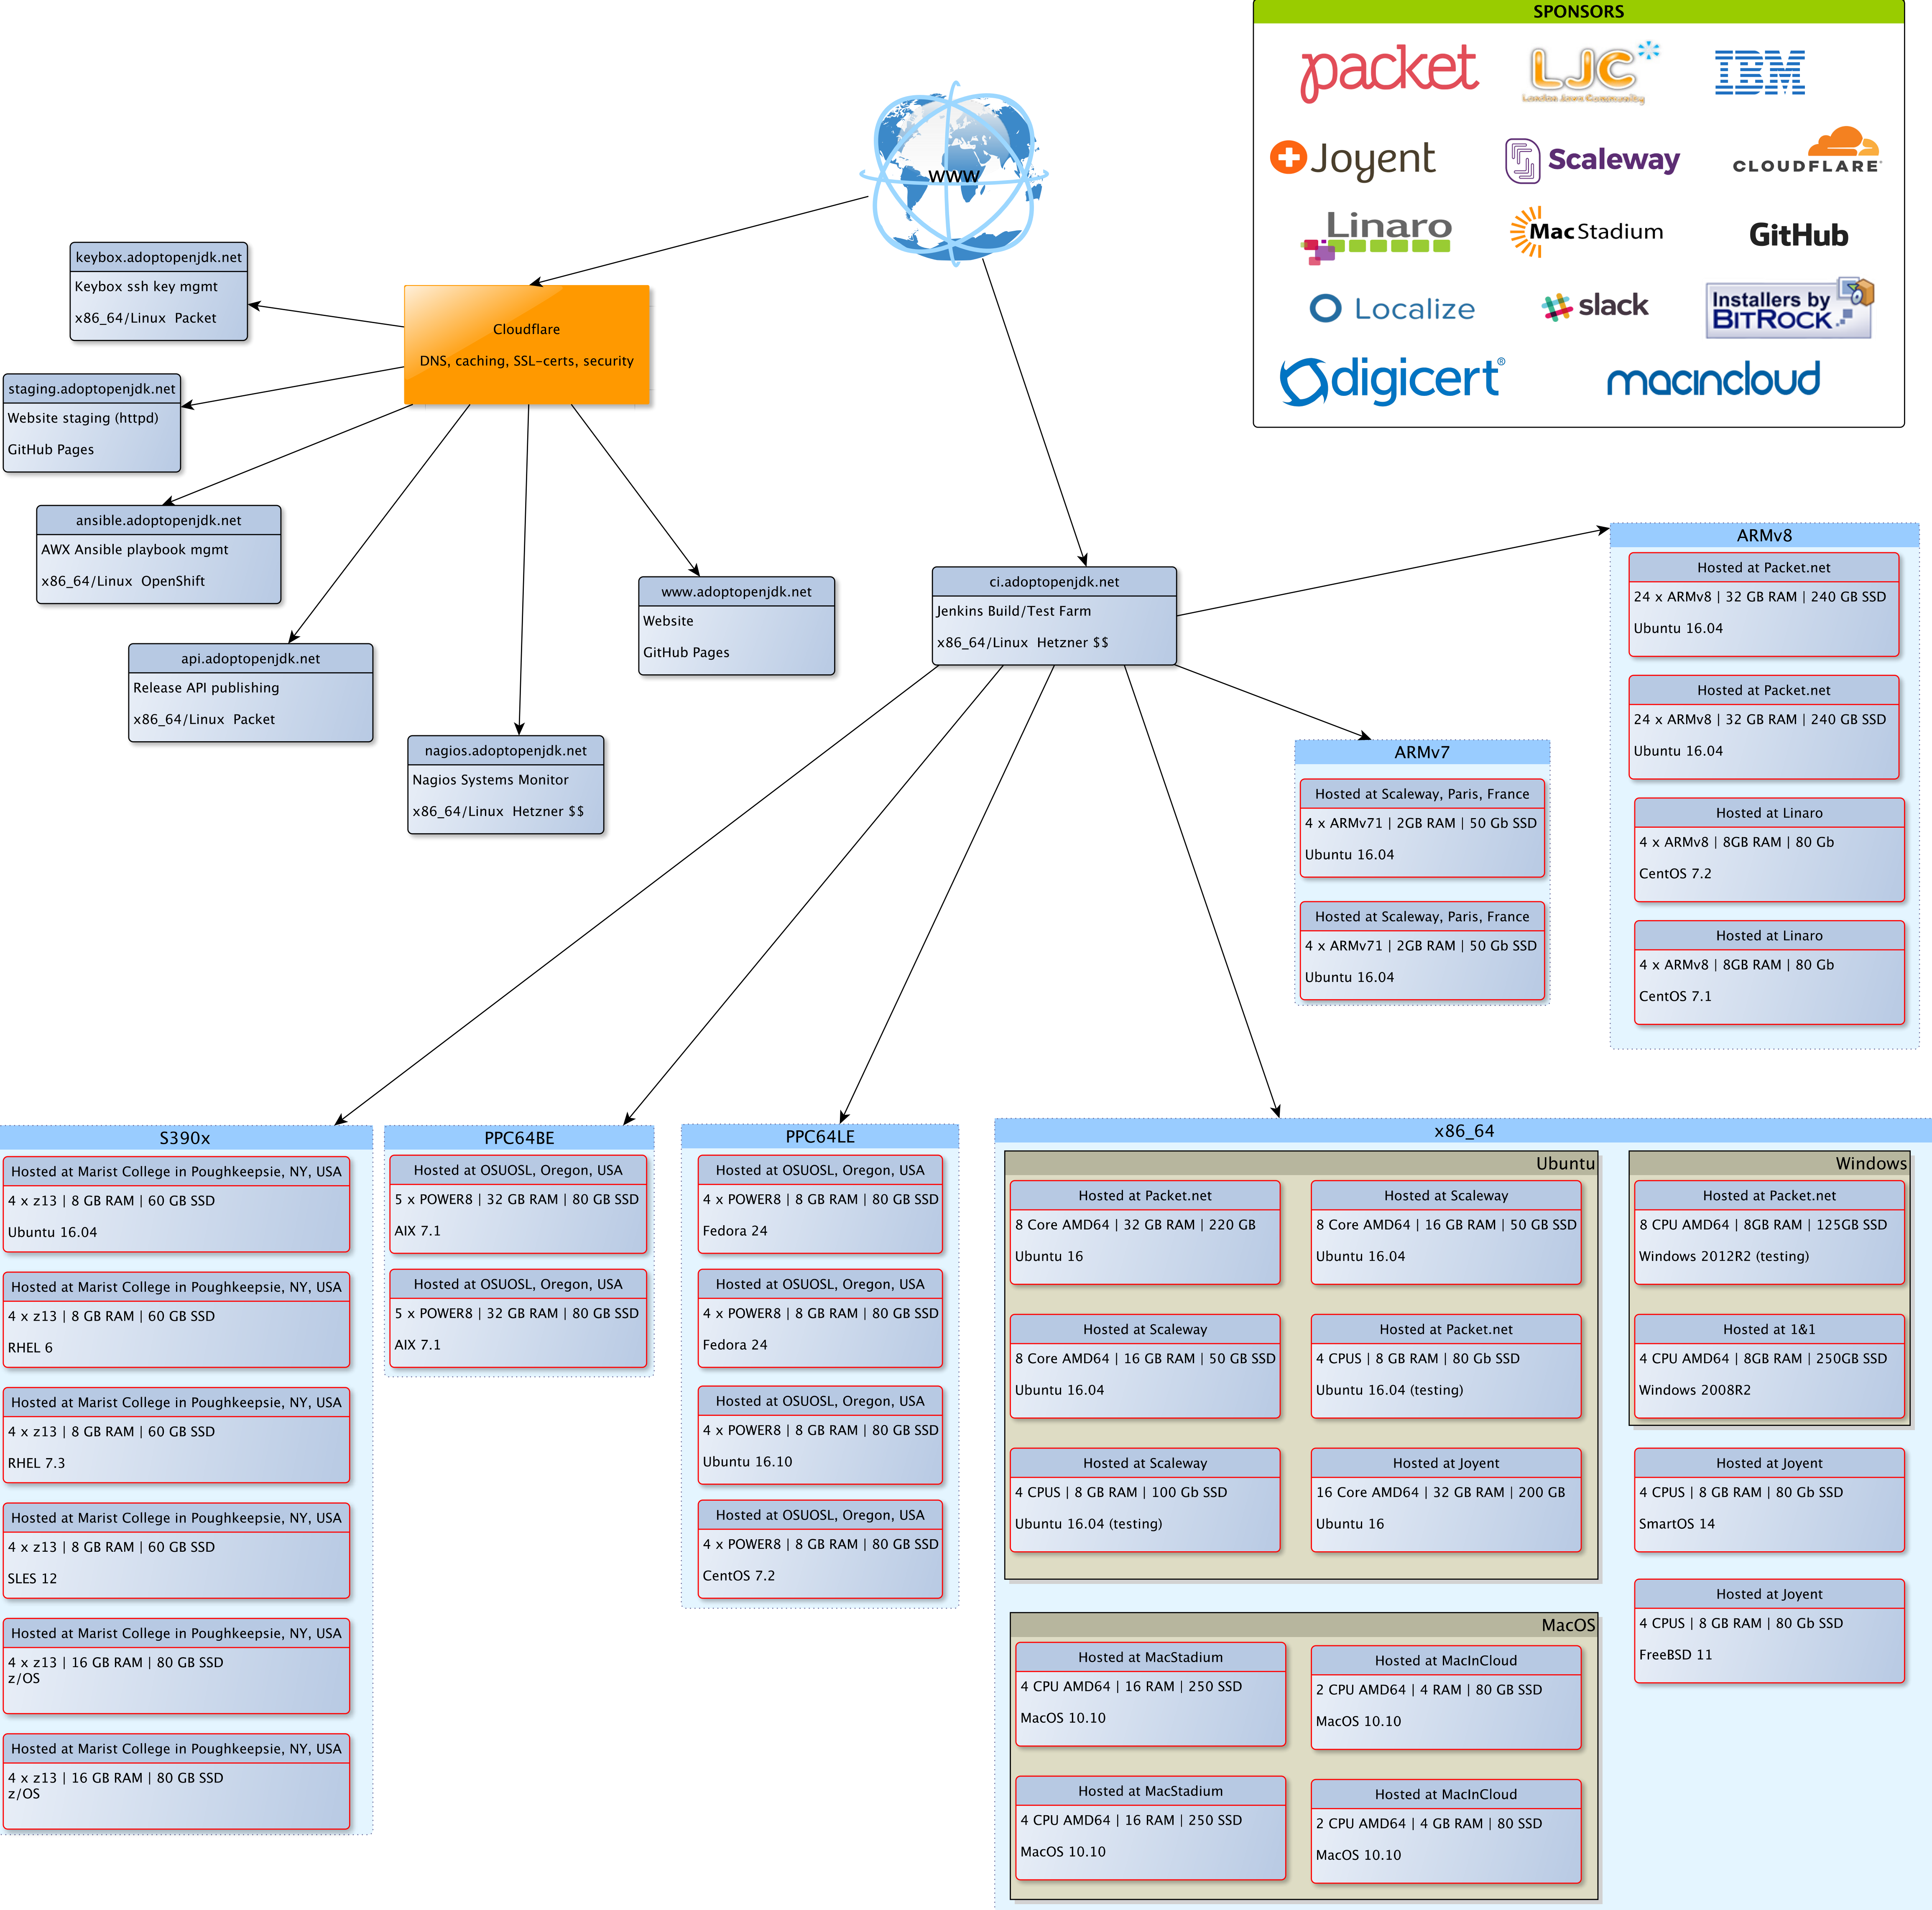 SPONSORS
packet
LJC
London Java Community
IBM
Joyent
Scaleway
CLOUDFLARE
Linaro
MacStadium
GitHub
Localize
slack
Installers by
BITROCK
digicert®
macincloud
WWW
Cloudflare
DNS, caching, SSL-certs, security
keybox.adoptopenjdk.net
Keybox ssh key mgmt
x86_64/Linux Packet
staging.adoptopenjdk.net
Website staging (httpd)
GitHub Pages
ansible.adoptopenjdk.net
AWX Ansible playbook mgmt
x86_64/Linux OpenShift
api.adoptopenjdk.net
Release API publishing
x86_64/Linux Packet
nagios.adoptopenjdk.net
Nagios Systems Monitor
x86_64/Linux Hetzner $$
www.adoptopenjdk.net
Website
GitHub Pages
ci.adoptopenjdk.net
Jenkins Build/Test Farm
x86_64/Linux Hetzner $$
ARMv8
Hosted at Packet.net
24 x ARMv8 | 32 GB RAM | 240 GB SSD
Ubuntu 16.04
Hosted at Packet.net
24 x ARMv8 | 32 GB RAM | 240 GB SSD
Ubuntu 16.04
Hosted at Linaro
4 x ARMv8 | 8GB RAM | 80 Gb
CentOS 7.2
Hosted at Linaro
4 x ARMv8 | 8GB RAM | 80 Gb
CentOS 7.1
ARMv7
Hosted at Scaleway, Paris, France
4 x ARMv71 | 2GB RAM | 50 Gb SSD
Ubuntu 16.04
Hosted at Scaleway, Paris, France
4 x ARMv71 | 2GB RAM | 50 Gb SSD
Ubuntu 16.04
S390x
Hosted at Marist College in Poughkeepsie, NY, USA
4 x z13 | 8 GB RAM | 60 GB SSD
Ubuntu 16.04
Hosted at Marist College in Poughkeepsie, NY, USA
4 x z13 | 8 GB RAM | 60 GB SSD
RHEL 6
Hosted at Marist College in Poughkeepsie, NY, USA
4 x z13 | 8 GB RAM | 60 GB SSD
RHEL 7.3
Hosted at Marist College in Poughkeepsie, NY, USA
4 x z13 | 8 GB RAM | 60 GB SSD
SLES 12
Hosted at Marist College in Poughkeepsie, NY, USA
4 x z13 | 16 GB RAM | 80 GB SSD
z/OS
Hosted at Marist College in Poughkeepsie, NY, USA
4 x z13 | 16 GB RAM | 80 GB SSD
z/OS
PPC64BE
Hosted at OSUOSL, Oregon, USA
5 x POWER8 | 32 GB RAM | 80 GB SSD
AIX 7.1
Hosted at OSUOSL, Oregon, USA
5 x POWER8 | 32 GB RAM | 80 GB SSD
AIX 7.1
PPC64LE
Hosted at OSUOSL, Oregon, USA
4 x POWER8 | 8 GB RAM | 80 GB SSD
Fedora 24
Hosted at OSUOSL, Oregon, USA
4 x POWER8 | 8 GB RAM | 80 GB SSD
Fedora 24
Hosted at OSUOSL, Oregon, USA
4 x POWER8 | 8 GB RAM | 80 GB SSD
Ubuntu 16.10
Hosted at OSUOSL, Oregon, USA
4 x POWER8 | 8 GB RAM | 80 GB SSD
CentOS 7.2
x86_64
Ubuntu
Hosted at Packet.net
8 Core AMD64 | 32 GB RAM | 220 GB
Ubuntu 16
Hosted at Scaleway
8 Core AMD64 | 16 GB RAM | 50 GB SSD
Ubuntu 16.04
Hosted at Scaleway
8 Core AMD64 | 16 GB RAM | 50 GB SSD
Ubuntu 16.04
Hosted at Packet.net
4 CPUS | 8 GB RAM | 80 Gb SSD
Ubuntu 16.04 (testing)
Hosted at Scaleway
4 CPUS | 8 GB RAM | 100 Gb SSD
Ubuntu 16.04 (testing)
Hosted at Joyent
16 Core AMD64 | 32 GB RAM | 200 GB
Ubuntu 16
Windows
Hosted at Packet.net
8 CPU AMD64 | 8GB RAM | 125GB SSD
Windows 2012R2 (testing)
Hosted at 1&1
4 CPU AMD64 | 8GB RAM | 250GB SSD
Windows 2008R2
Hosted at Joyent
4 CPUS | 8 GB RAM | 80 Gb SSD
SmartOS 14
Hosted at Joyent
4 CPUS | 8 GB RAM | 80 Gb SSD
FreeBSD 11
MacOS
Hosted at MacStadium
4 CPU AMD64 | 16 RAM | 250 SSD
MacOS 10.10
Hosted at MacInCloud
2 CPU AMD64 | 4 RAM | 80 GB SSD
MacOS 10.10
Hosted at MacStadium
4 CPU AMD64 | 16 RAM | 250 SSD
MacOS 10.10
Hosted at MacInCloud
2 CPU AMD64 | 4 GB RAM | 80 SSD
MacOS 10.10